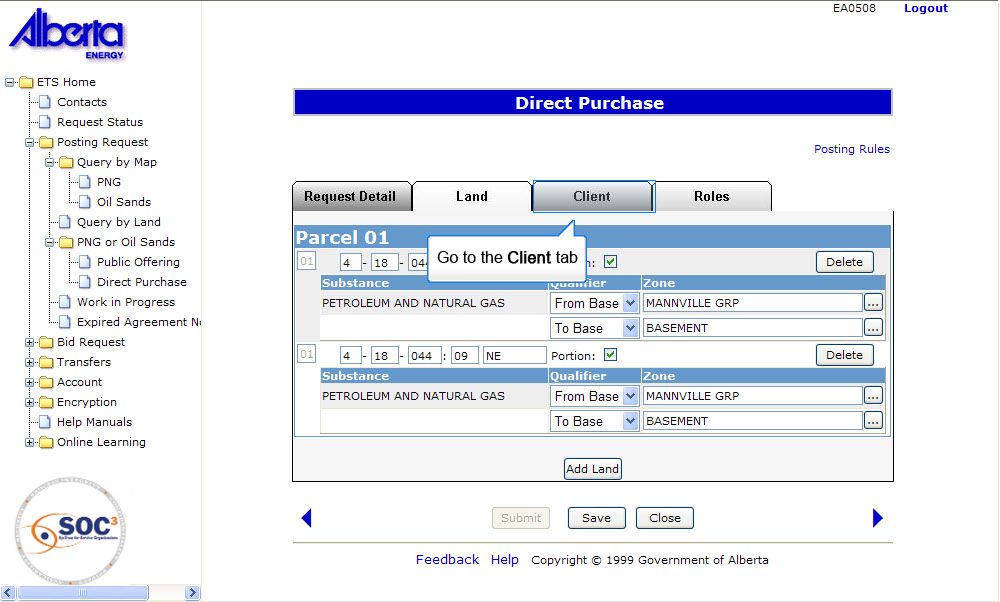 EA0508 Logout
Alberta
ENERGY
ETS Home
Contacts
Request Status
Posting Request
Query by Map
PNG
Oil Sands
Query by Land
PNG or Oil Sands
Public Offering
Direct Purchase
Work in Progress
Expired Agreement
Bid Request
Transfers
Account
Encryption
Help Manuals
Online Learning
SOC3
Direct Purchase
Posting Rules
Request Detail Land Client Roles
Parcel 01
Go to the Client tab
01 4 - 18 - Delete
Substance Qualifier Zone
PETROLEUM AND NATURAL GAS From Base MANNVILLE GRP ...
To Base BASEMENT ...
01 4 - 18 - 044 : 09 NE Portion: Delete
Substance Qualifier Zone
PETROLEUM AND NATURAL GAS From Base MANNVILLE GRP ...
To Base BASEMENT ...
Add Land
Submit Save Close
Feedback Help Copyright © 1999 Government of Alberta